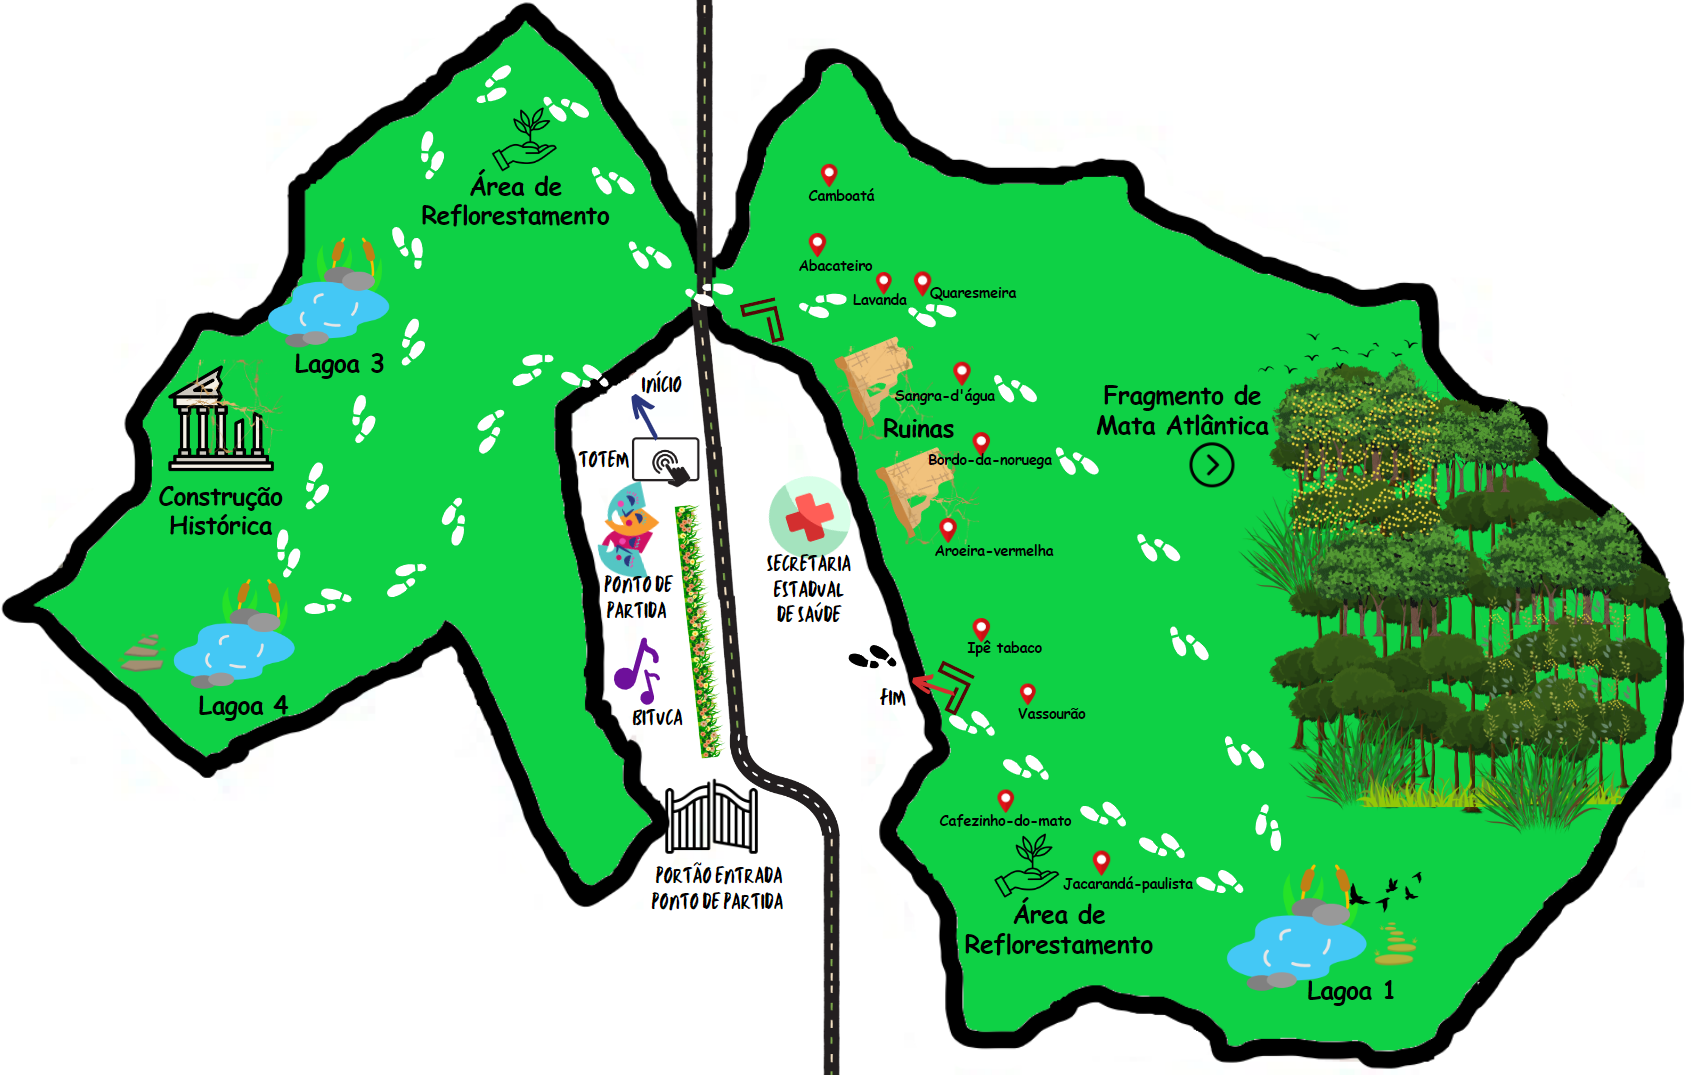 Área de
Reflorestamento
Lagoa 3
Construção
Histórica
Lagoa 4
INÍCIO
TOTEM
PONTO DE
PARTIDA
BITUCA
PORTÃO ENTRADA
PONTO DE PARTIDA
SECRETARIA
ESTADUAL
DE SAÚDE
FIM
Camboatá
Abacateiro
Lavanda
Quaresmeira
Sangra-d'água
Ruinas
Bordo-da-noruega
Aroeira-vermelha
Fragmento de
Mata Atlântica
Ipê tabaco
Vassourão
Cafezinho-do-mato
Jacarandá-paulista
Área de
Reflorestamento
Lagoa 1